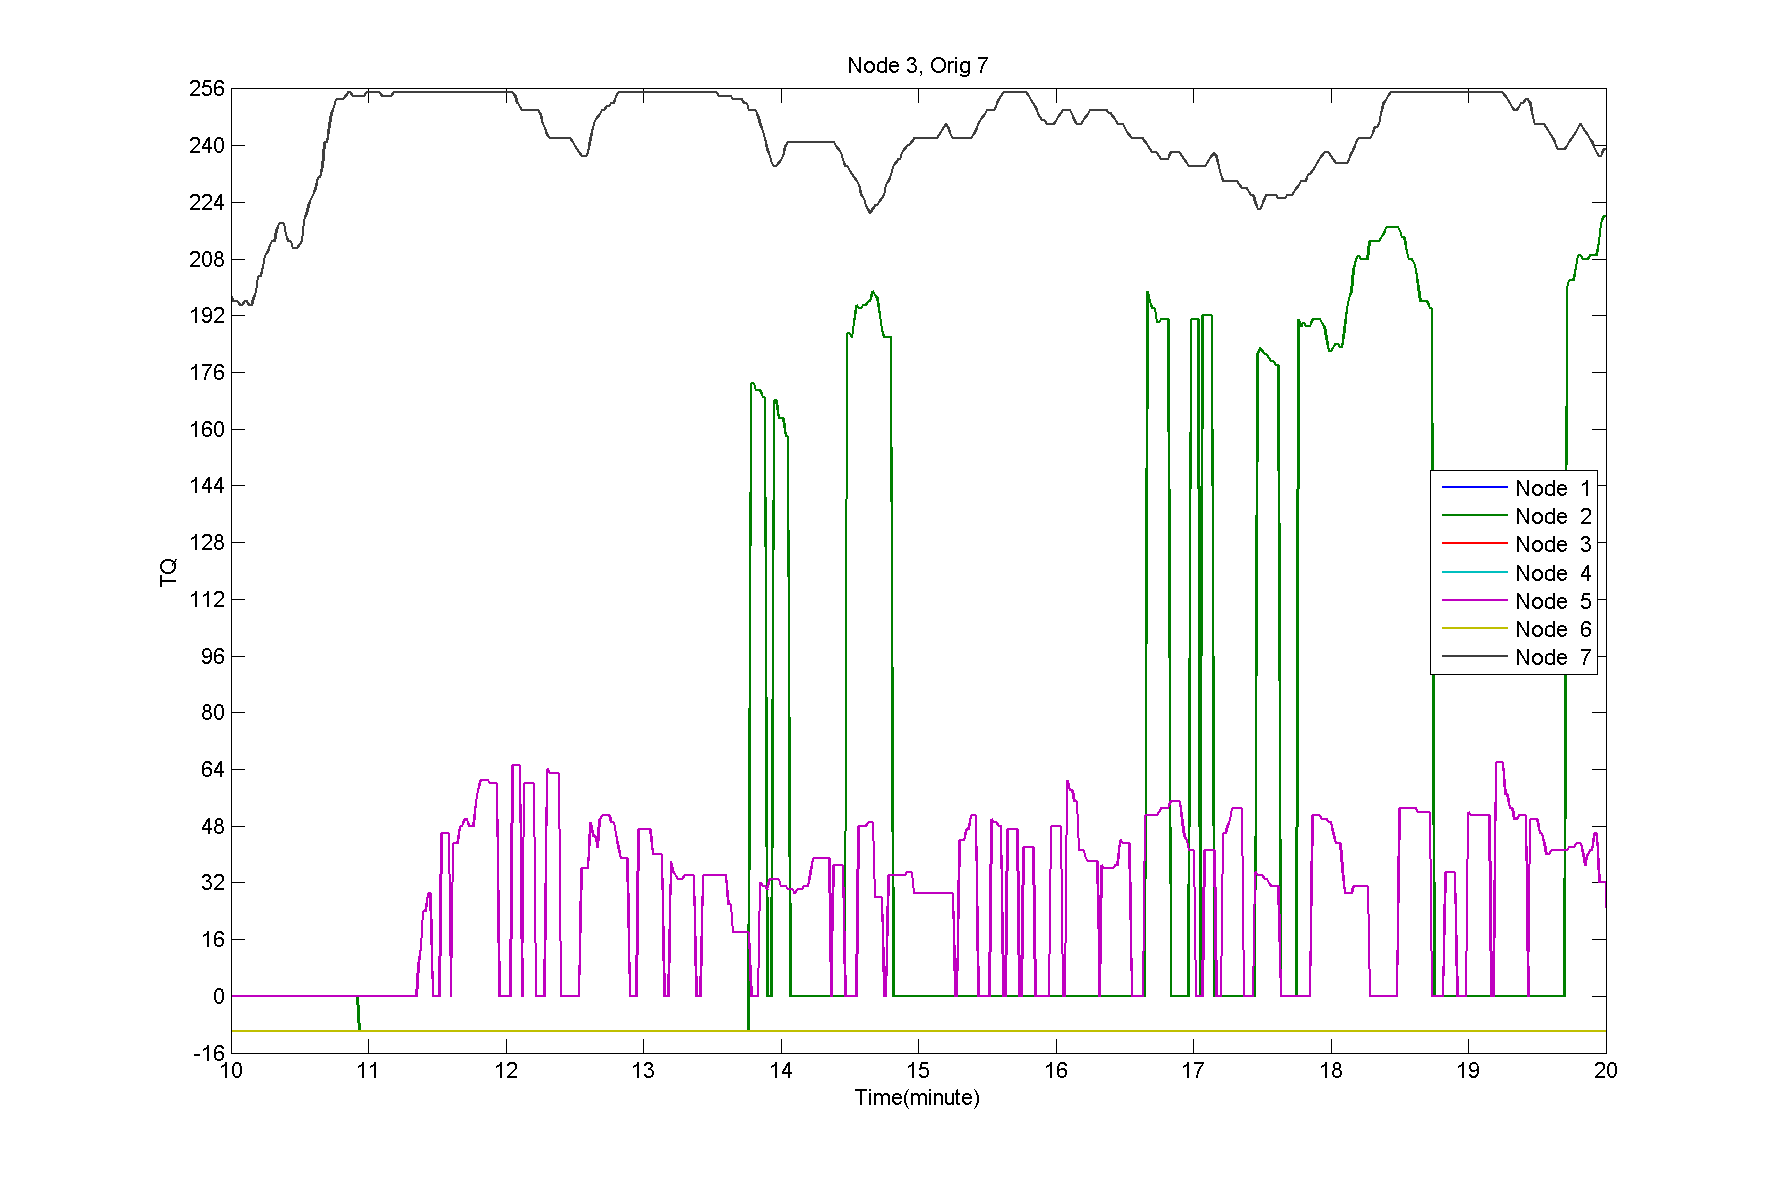 Node 3, Orig 7
256
240
224
208
192
176
160
144
128
112
96
80
64
48
32
16
0
-16
TQ
Node 1
Node 2
Node 3
Node 4
Node 5
Node 6
Node 7
10 11 12 13 14 15 16 17 18 19 20
Time(minute)